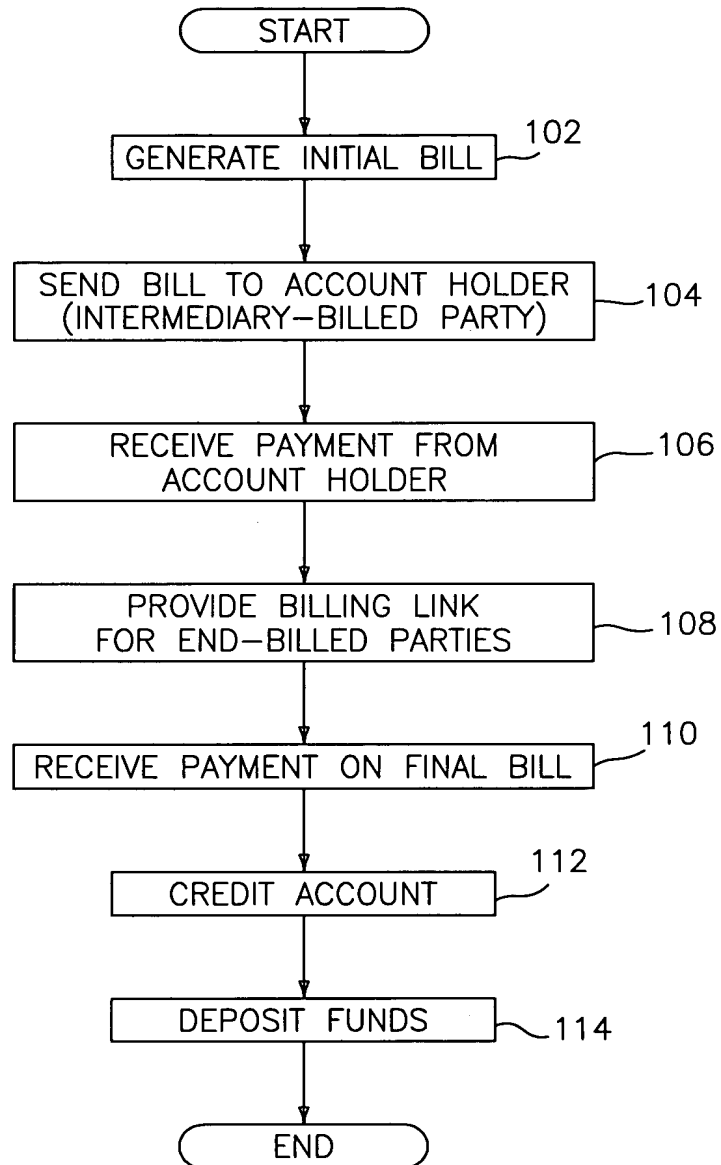 START
GENERATE INITIAL BILL
102
SEND BILL TO ACCOUNT HOLDER
(INTERMEDIARY-BILLED PARTY)
104
RECEIVE PAYMENT FROM
ACCOUNT HOLDER
106
PROVIDE BILLING LINK
FOR END-BILLED PARTIES
108
RECEIVE PAYMENT ON FINAL BILL
110
CREDIT ACCOUNT
112
DEPOSIT FUNDS
114
END